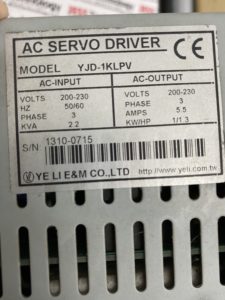 AC SERVO DRIVER
CE
MODEL YJD-1KLPV
AC-INPUT AC-OUTPUT
VOLTS 200-230 VOLTS 200-230
HZ 50/60 PHASE 3
PHASE 3 AMPS 5.5
KVA 2.2 KW/HP 1/1.3
S/N 1310-0715
YE LI E&M CO.,LTD http://www.yeli.com.tw